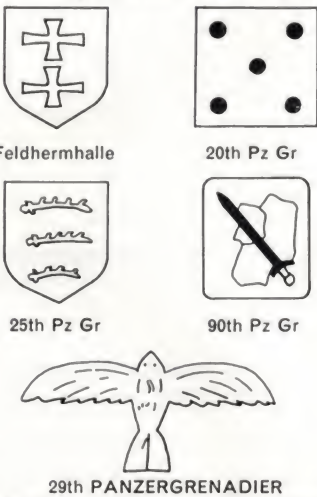 Feldhermhalle
20th Pz Gr
25th Pz Gr
90th Pz Gr
29th PANZERGRENADIER